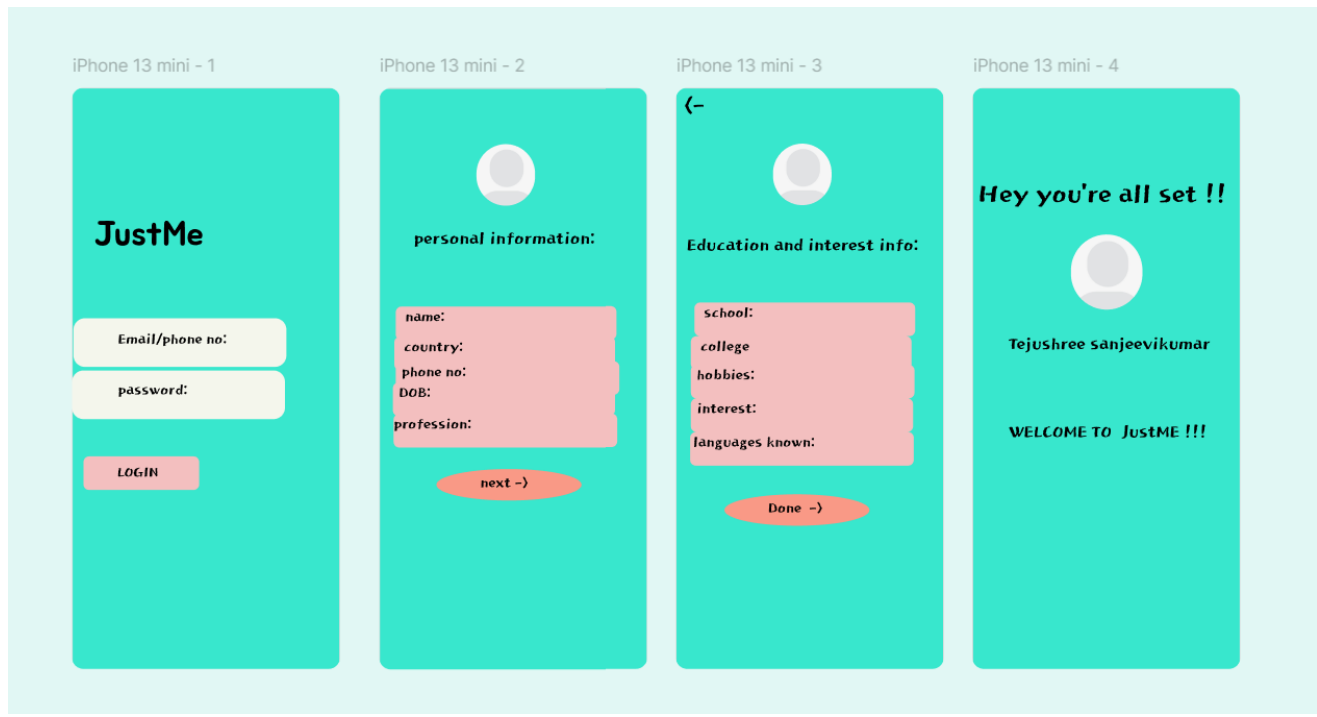 iPhone 13 mini - 1
JustMe
Email/phone no:
password:
LOGIN
iPhone 13 mini - 2
personal information:
name:
country:
phone no:
DOB:
profession:
next -)
iPhone 13 mini - 3
(-
Education and interest info:
school:
college
hobbies:
interest:
languages known:
Done -)
iPhone 13 mini - 4
Hey you're all set !!
Tejushree sanjeevikumar
WELCOME TO JustME !!!